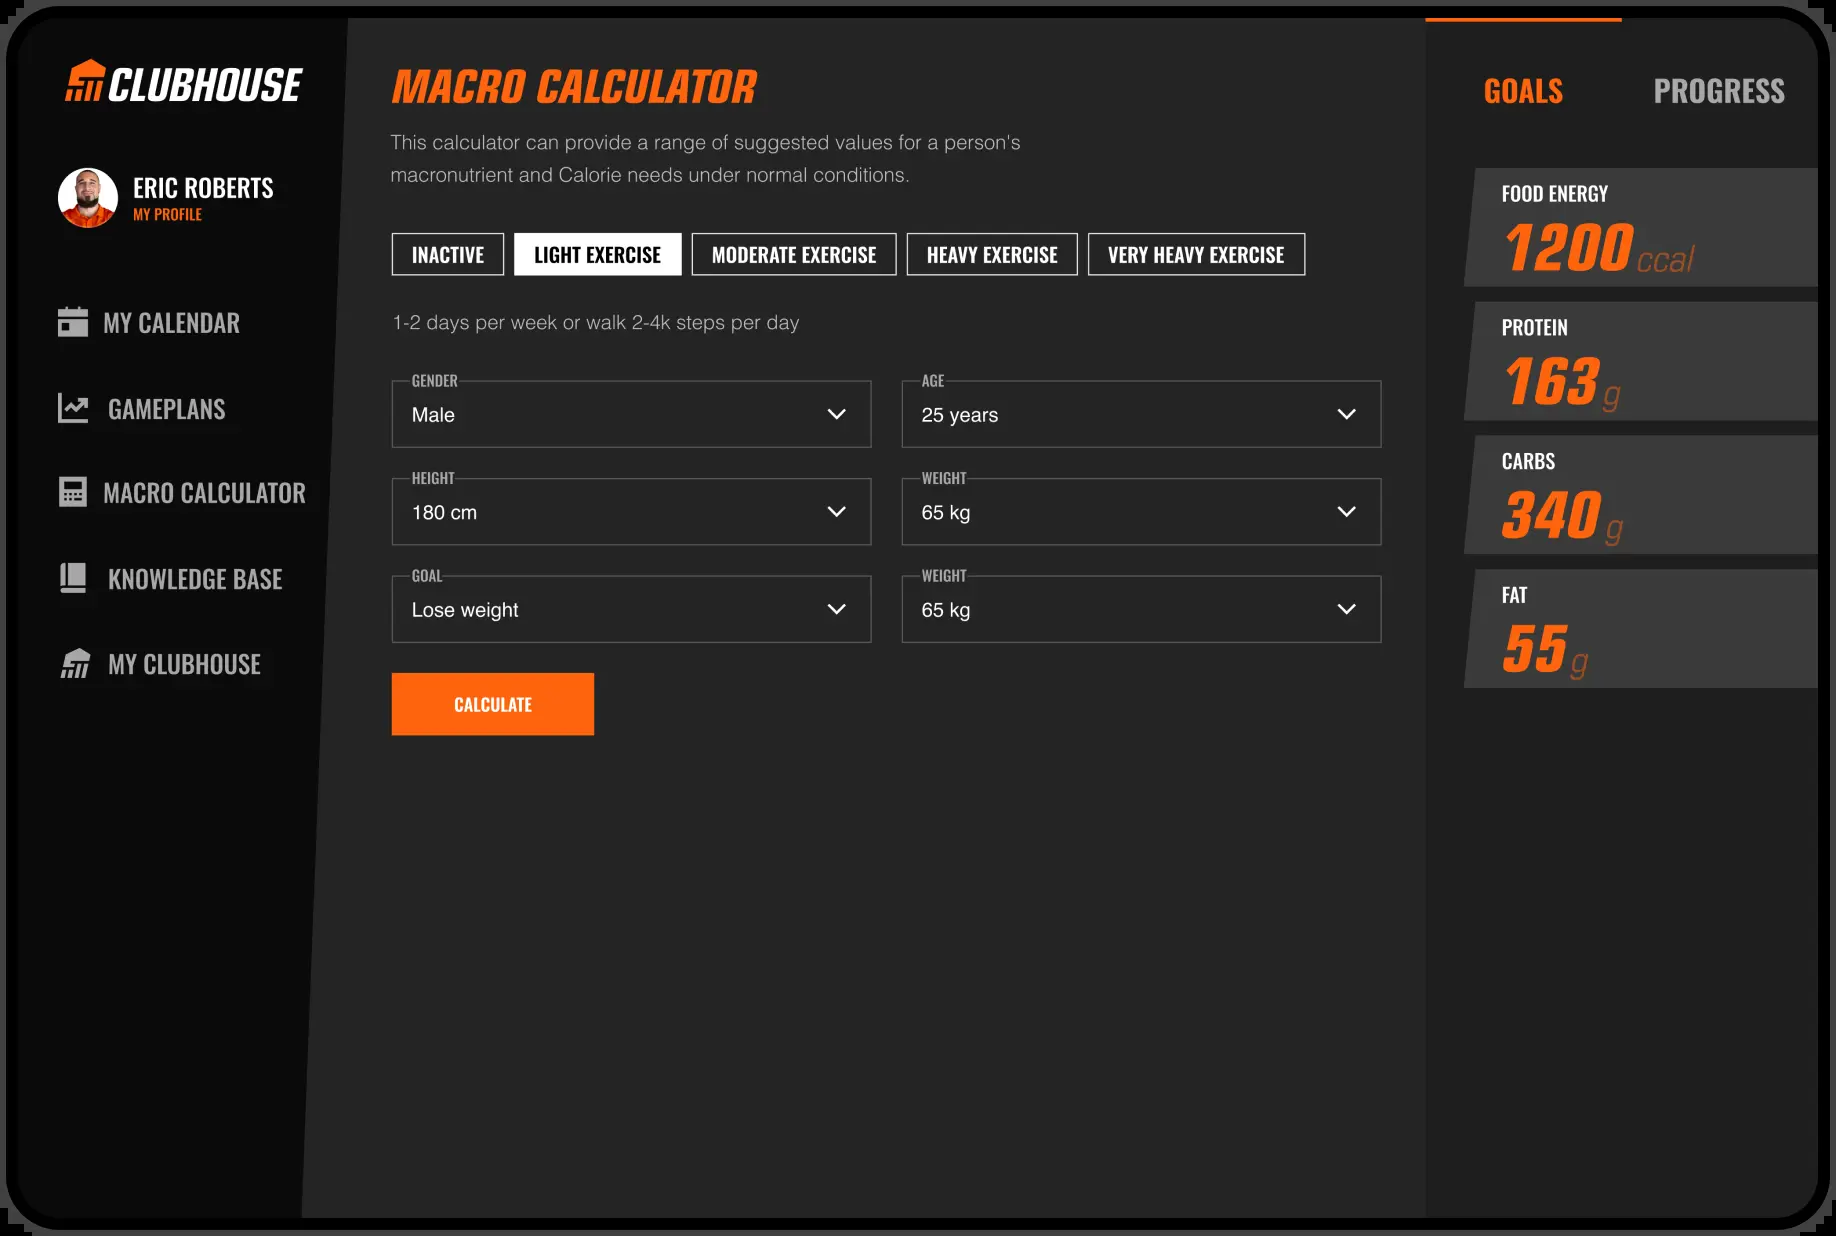 CLUBHOUSE
ERIC ROBERTS
MY PROFILE
MY CALENDAR
GAMEPLANS
MACRO CALCULATOR
KNOWLEDGE BASE
MY CLUBHOUSE
MACRO CALCULATOR
This calculator can provide a range of suggested values for a person's
macronutrient and Calorie needs under normal conditions.
INACTIVE
LIGHT EXERCISE
MODERATE EXERCISE
HEAVY EXERCISE
VERY HEAVY EXERCISE
1-2 days per week or walk 2-4k steps per day
GENDER
Male
AGE
25 years
HEIGHT
180 cm
WEIGHT
65 kg
GOAL
Lose weight
WEIGHT
65 kg
CALCULATE
GOALS
PROGRESS
FOOD ENERGY
1200 ccal
PROTEIN
163 g
CARBS
340 g
FAT
55 g